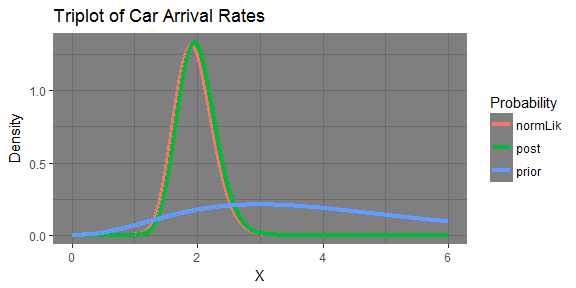 Triplot of Car Arrival Rates
Density
1.0
0.5
0.0
0
2
4
6
X
Probability
normLik
post
prior